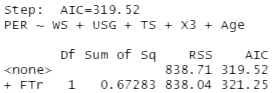 Step:  AIC=319.52
PER ~ WS + USG + TS + X3 + Age
Df Sum of Sq    RSS    AIC
<none>              838.71 319.52
+ FTr   1   0.67283 838.04 321.25